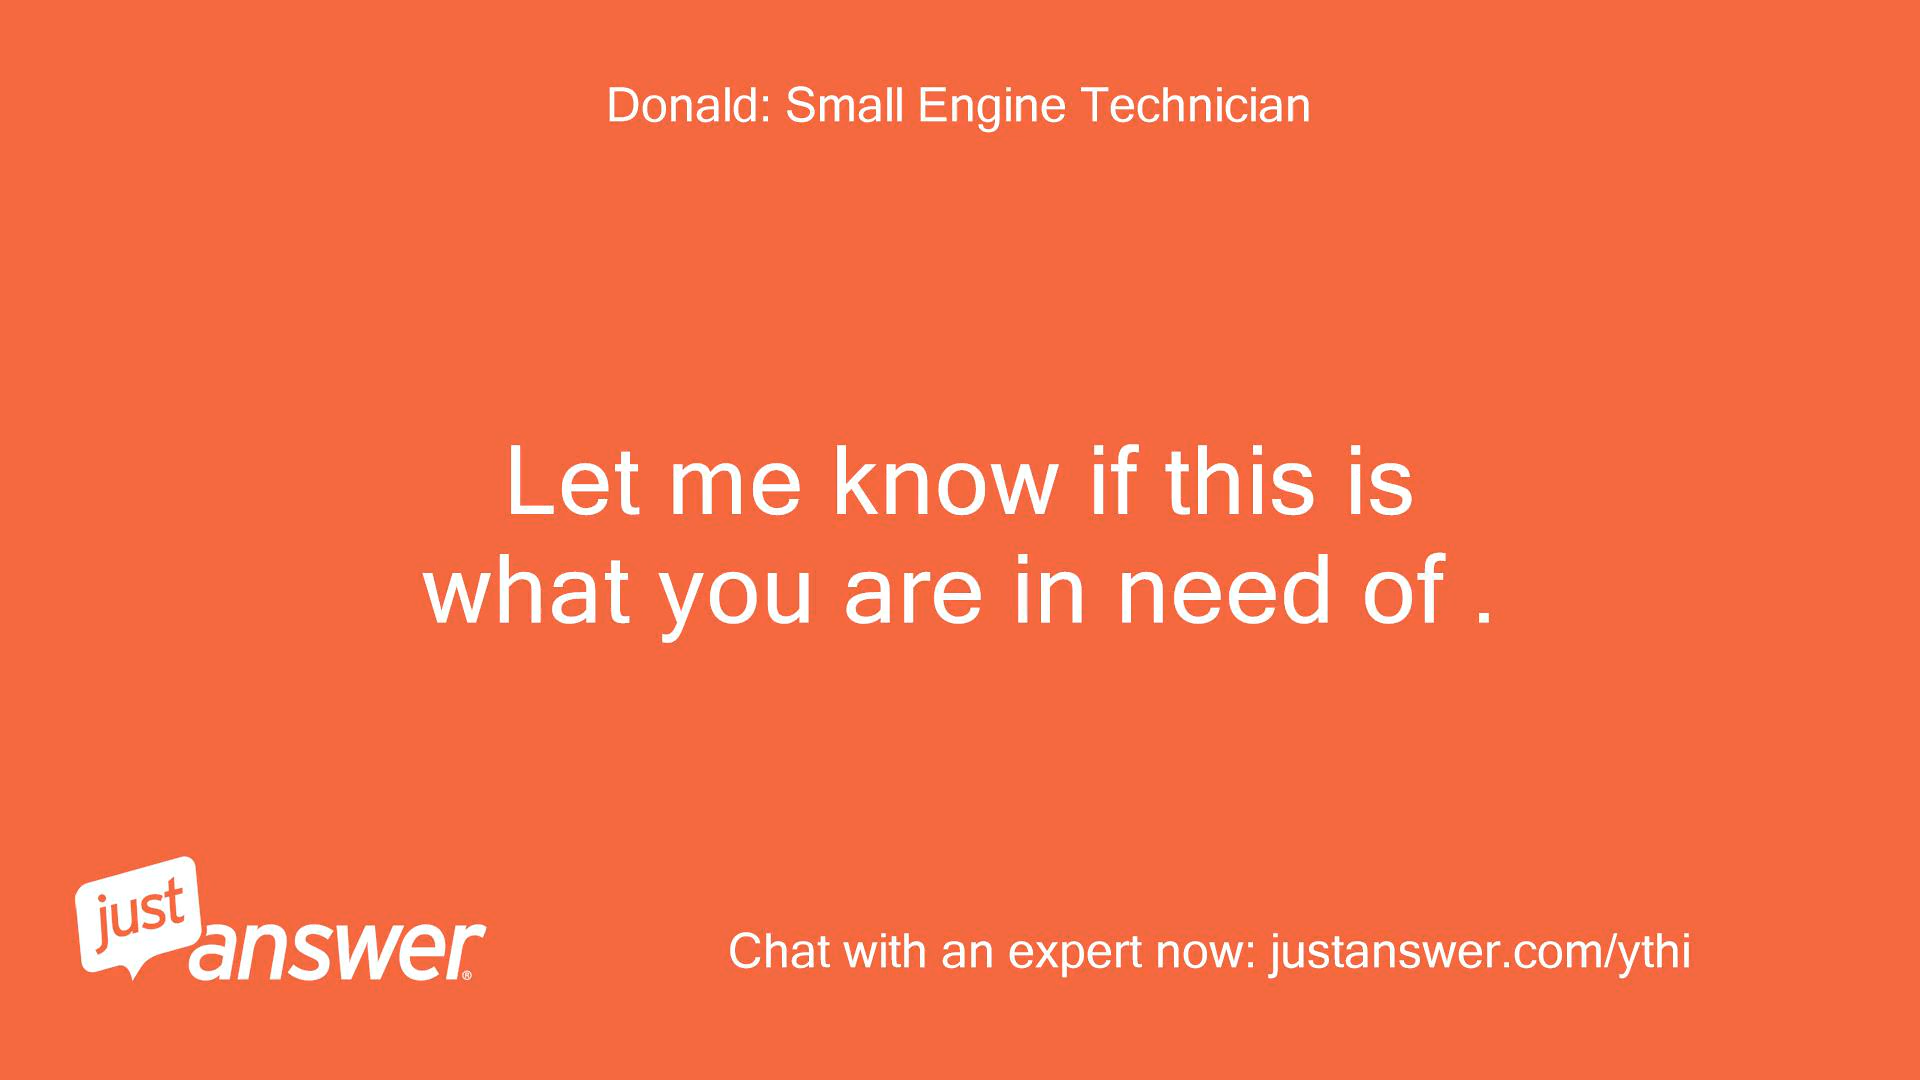 Donald: Small Engine Technician
Let me know if this is
what you are in need of .
just
answer®
Chat with an expert now: justanswer.com/ythi